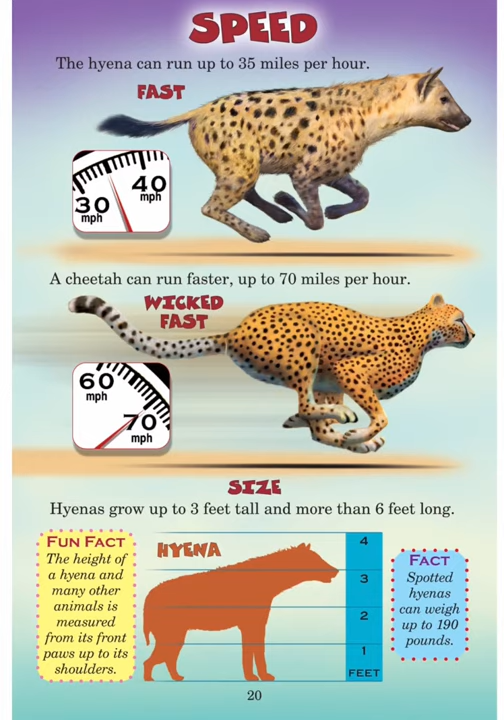 SPEED
The hyena can run up to 35 miles per hour.
FAST
30
mph
40
mph
A cheetah can run faster, up to 70 miles per hour.
WICKED
FAST
60
mph
70
mph
SIZE
Hyenas grow up to 3 feet tall and more than 6 feet long.
FUN FACT
The height of
a hyena and
many other
animals is
measured
from its front
paws up to its
shoulders.
HYENA
4
3
2
1
FEET
FACT
Spotted
hyenas
can weigh
up to 190
pounds.
20